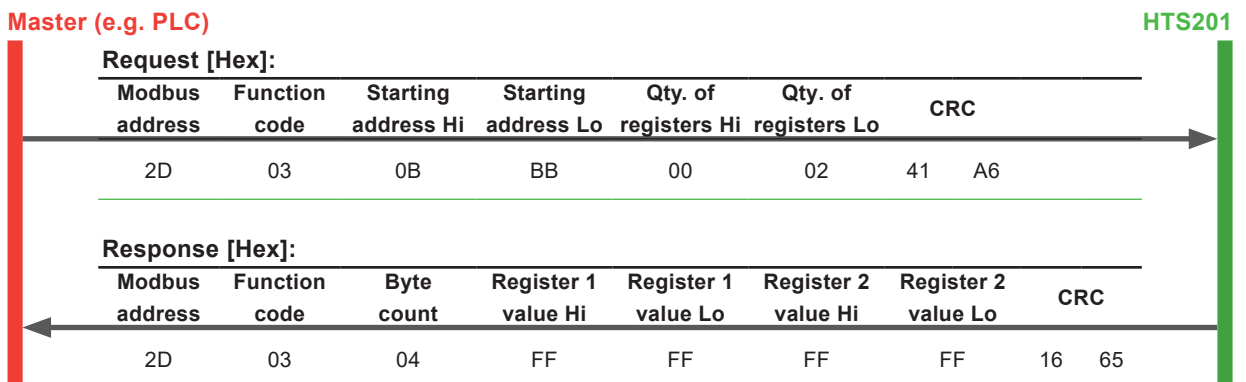 Master (e.g. PLC) HTS201
Request [Hex]:
Modbus Function Starting Starting Qty. of Qty. of CRC
address code address Hi address Lo registers Hi registers Lo
2D 03 0B BB 00 02 41 A6
Response [Hex]:
Modbus Function Byte Register 1 Register 1 Register 2 Register 2 CRC
address code count value Hi value Lo value Hi value Lo
2D 03 04 FF FF FF FF 16 65